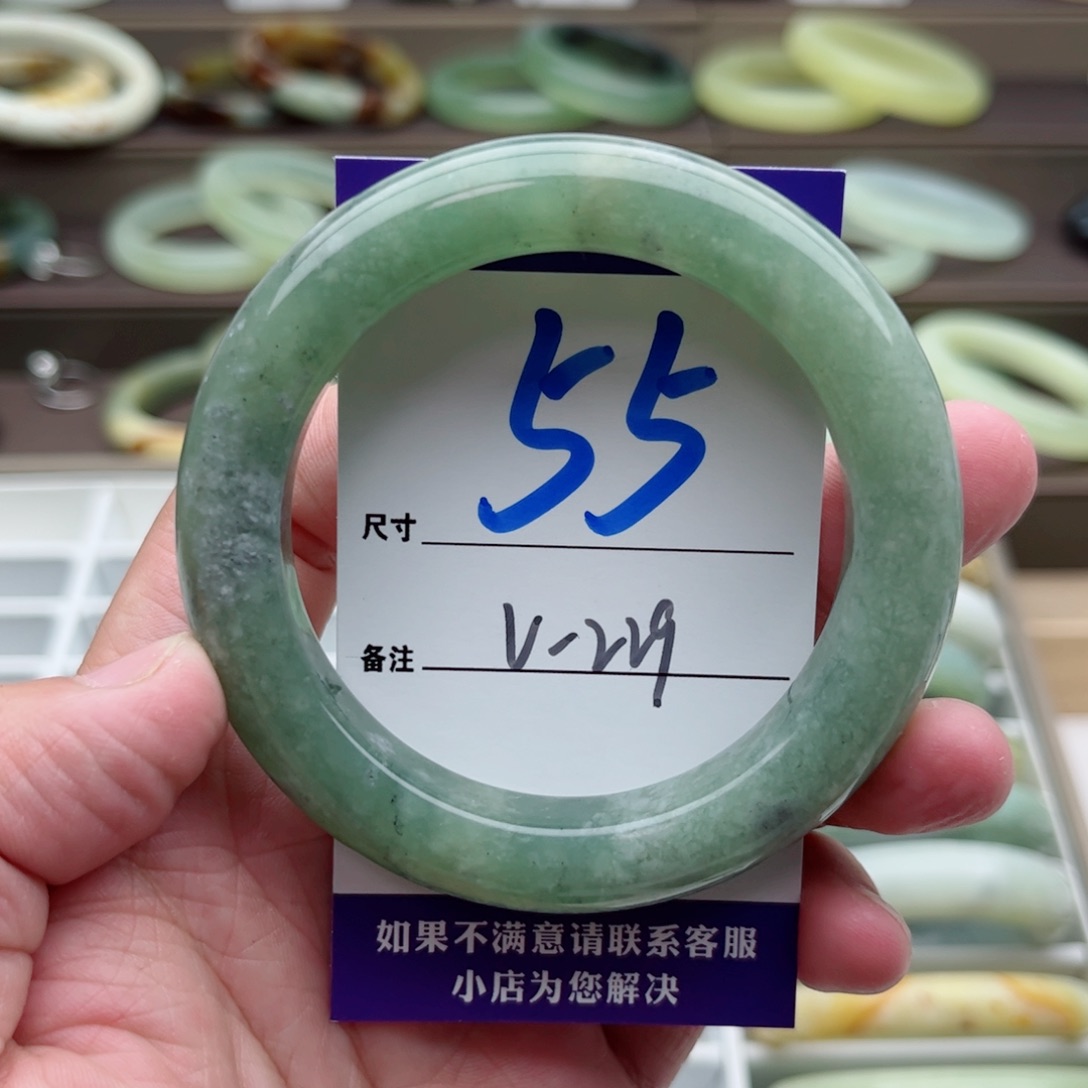 尺寸 55
备注 V-229
如果不满意请联系客服
小店为您解决